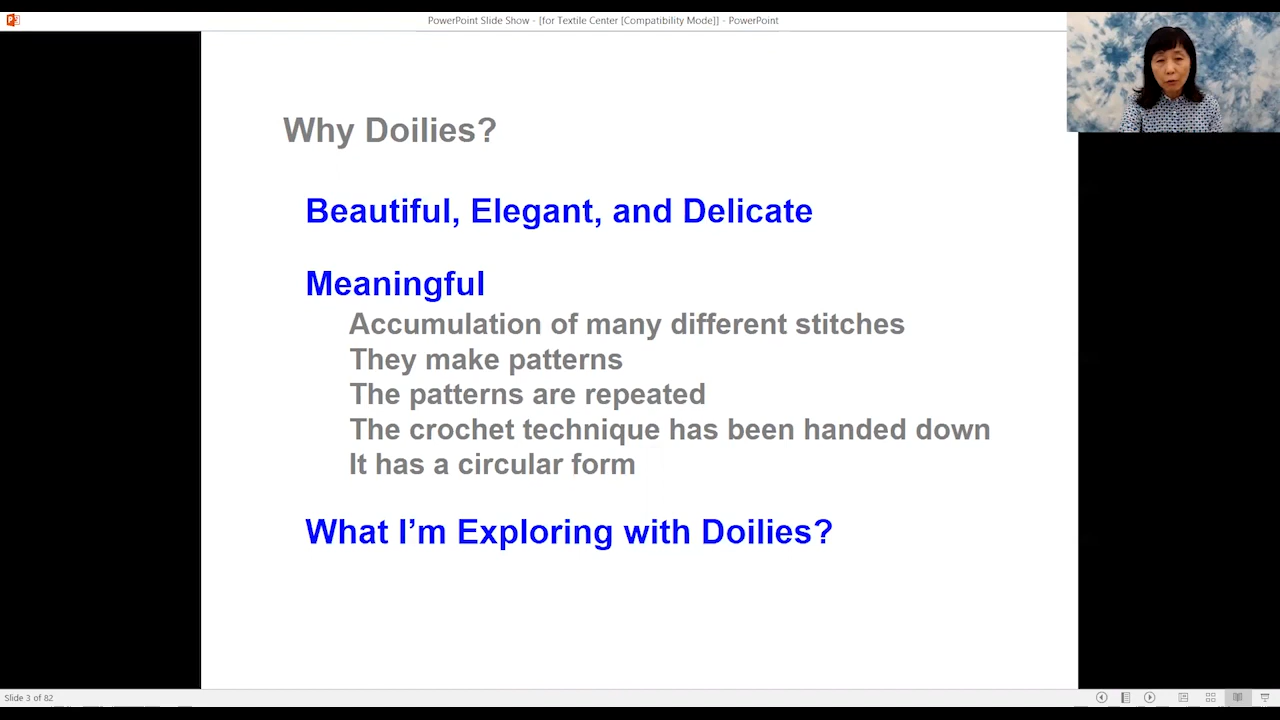 PowerPoint Slide Show - [for Textile Center [Compatibility Mode]] - PowerPoint
Why Doilies?
Beautiful, Elegant, and Delicate
Meaningful
Accumulation of many different stitches
They make patterns
The patterns are repeated
The crochet technique has been handed down
It has a circular form
What I’m Exploring with Doilies?
Slide 3 of 82